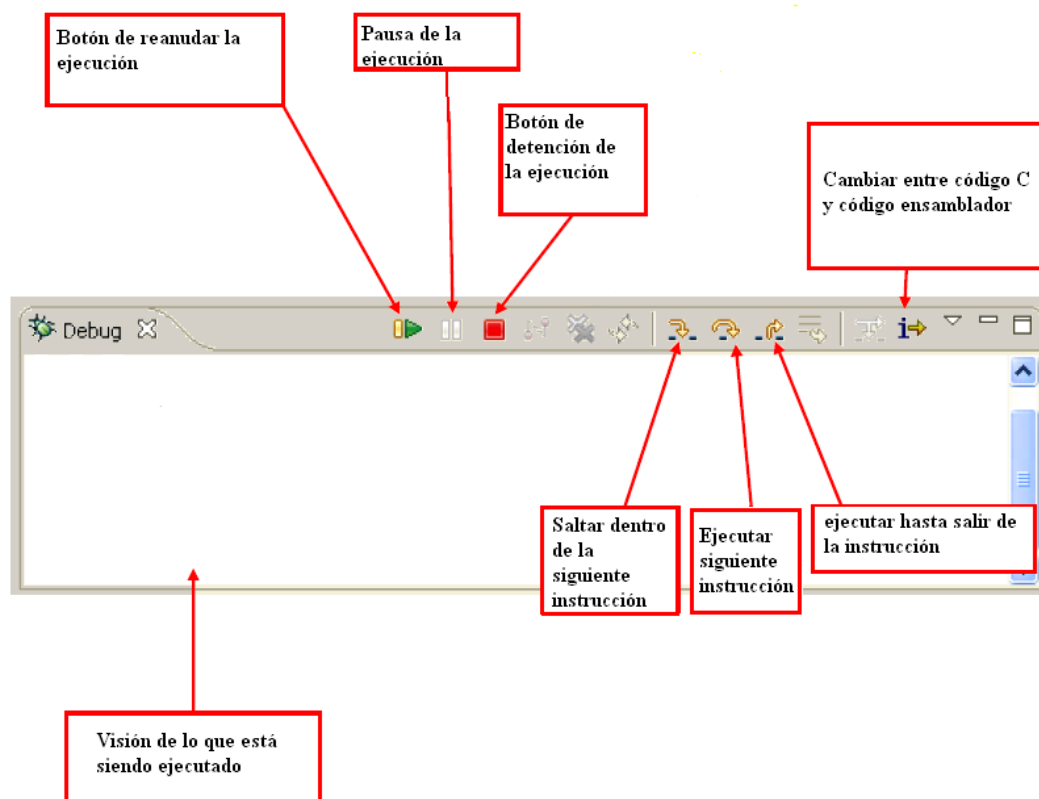 Botón de reanudar la
ejecución
Pausa de la
ejecución
Botón de
detención de
la ejecución
Cambiar entre código C
y código ensamblador
Debug
Saltar dentro
de la
siguiente
instrucción
Ejecutar
siguiente
instrucción
ejecutar hasta salir de
la instrucción
Visión de lo que está
siendo ejecutado